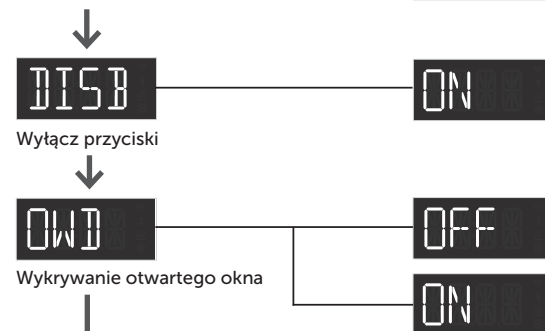 DISB ON
Wyłącz przyciski
OWD OFF
Wykrywanie otwartego okna
ON